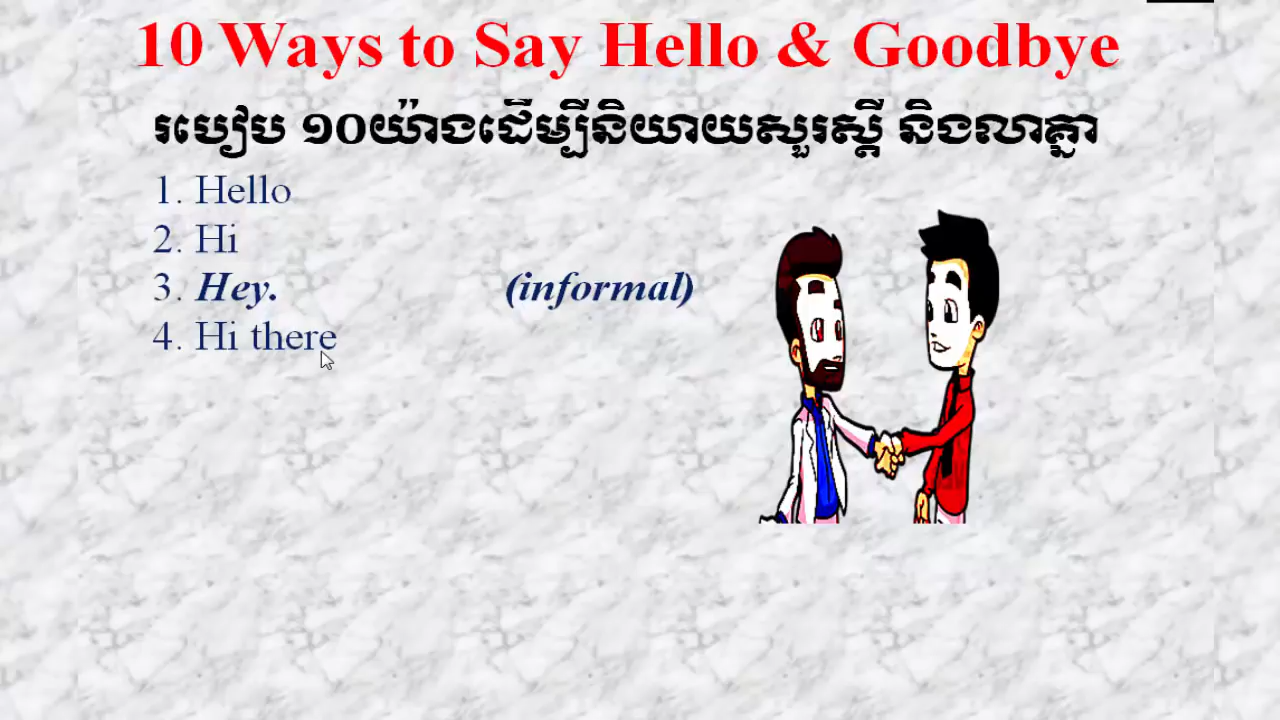 10 Ways to Say Hello & Goodbye
របៀប ១០យ៉ាងដើម្បីនិយាយសួរស្តី និងលាគ្នា
1. Hello
2. Hi
3. Hey. (informal)
4. Hi there